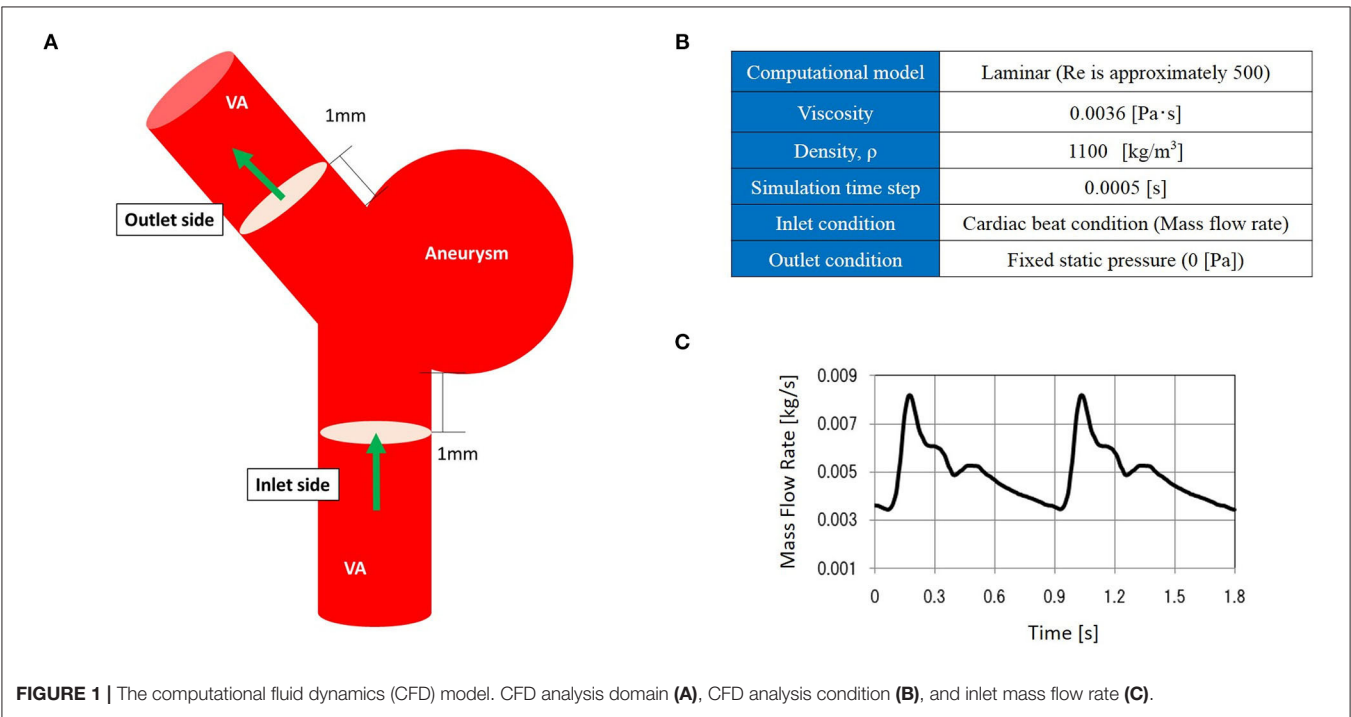 A
VA
1mm
Outlet side
Aneurysm
1mm
Inlet side
VA
B
Computational model Laminar (Re is approximately 500)
Viscosity 0.0036 [Pa·s]
Density, ρ 1100 [kg/m³]
Simulation time step 0.0005 [s]
Inlet condition Cardiac beat condition (Mass flow rate)
Outlet condition Fixed static pressure (0 [Pa])
C
Mass Flow Rate [kg/s]
0.009
0.007
0.005
0.003
0.001
0 0.3 0.6 0.9 1.2 1.5 1.8
Time [s]
FIGURE 1 | The computational fluid dynamics (CFD) model. CFD analysis domain (A), CFD analysis condition (B), and inlet mass flow rate (C).